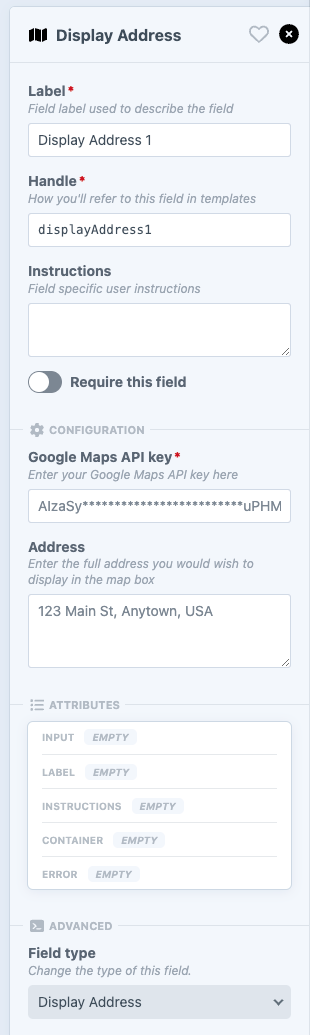 Display Address
Label*
Field label used to describe the field
Display Address 1
Handle*
How you'll refer to this field in templates
displayAddress1
Instructions
Field specific user instructions
Require this field
CONFIGURATION
Google Maps API key*
Enter your Google Maps API key here
AIzaSy*************************uPHM
Address
Enter the full address you would wish to
display in the map box
123 Main St, Anytown, USA
ATTRIBUTES
INPUT EMPTY
LABEL EMPTY
INSTRUCTIONS EMPTY
CONTAINER EMPTY
ERROR EMPTY
ADVANCED
Field type
Change the type of this field.
Display Address